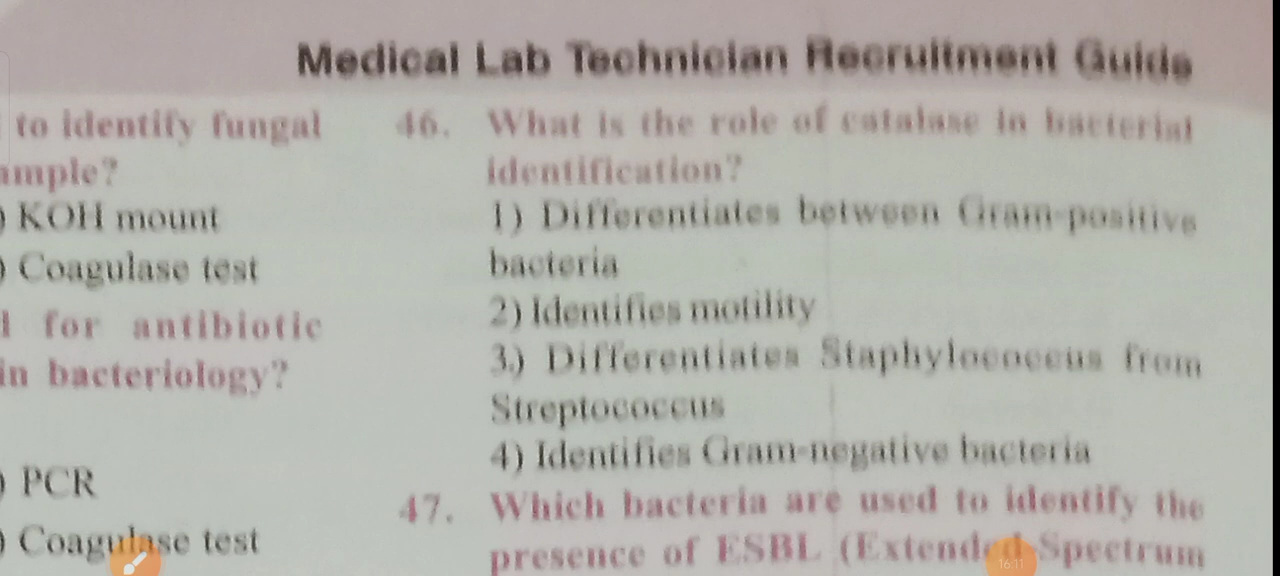 Medical Lab Technician Recruitment Guide
to identify fungal
ample?
) KOH mount
) Coagulase test
l for antibiotic
in bacteriology?
) PCR
) Coagulase test
46. What is the role of catalase in bacterial
identification?
1) Differentiates between Gram-positive
bacteria
2) Identifies motility
3) Differentiates Staphylococcus from
Streptococcus
4) Identifies Gram-negative bacteria
47. Which bacteria are used to identify the
presence of ESBL (Extended-Spectrum
16:11